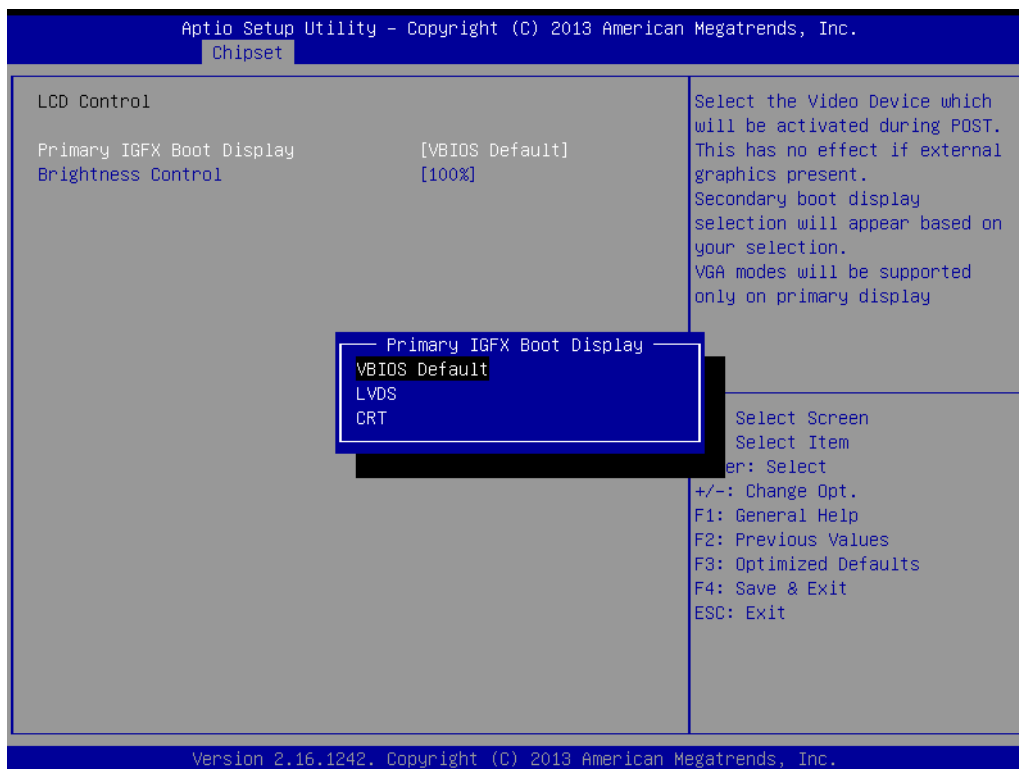 Aptio Setup Utility – Copyright (C) 2013 American Megatrends, Inc.
Chipset
LCD Control
Primary IGFX Boot Display [VBIOS Default]
Brightness Control [100%]
Select the Video Device which
will be activated during POST.
This has no effect if external
graphics present.
Secondary boot display
selection will appear based on
your selection.
VGA modes will be supported
only on primary display
Primary IGFX Boot Display
VBIOS Default
LVDS
CRT
Select Screen
Select Item
er: Select
+/-: Change Opt.
F1: General Help
F2: Previous Values
F3: Optimized Defaults
F4: Save & Exit
ESC: Exit
Version 2.16.1242. Copyright (C) 2013 American Megatrends, Inc.